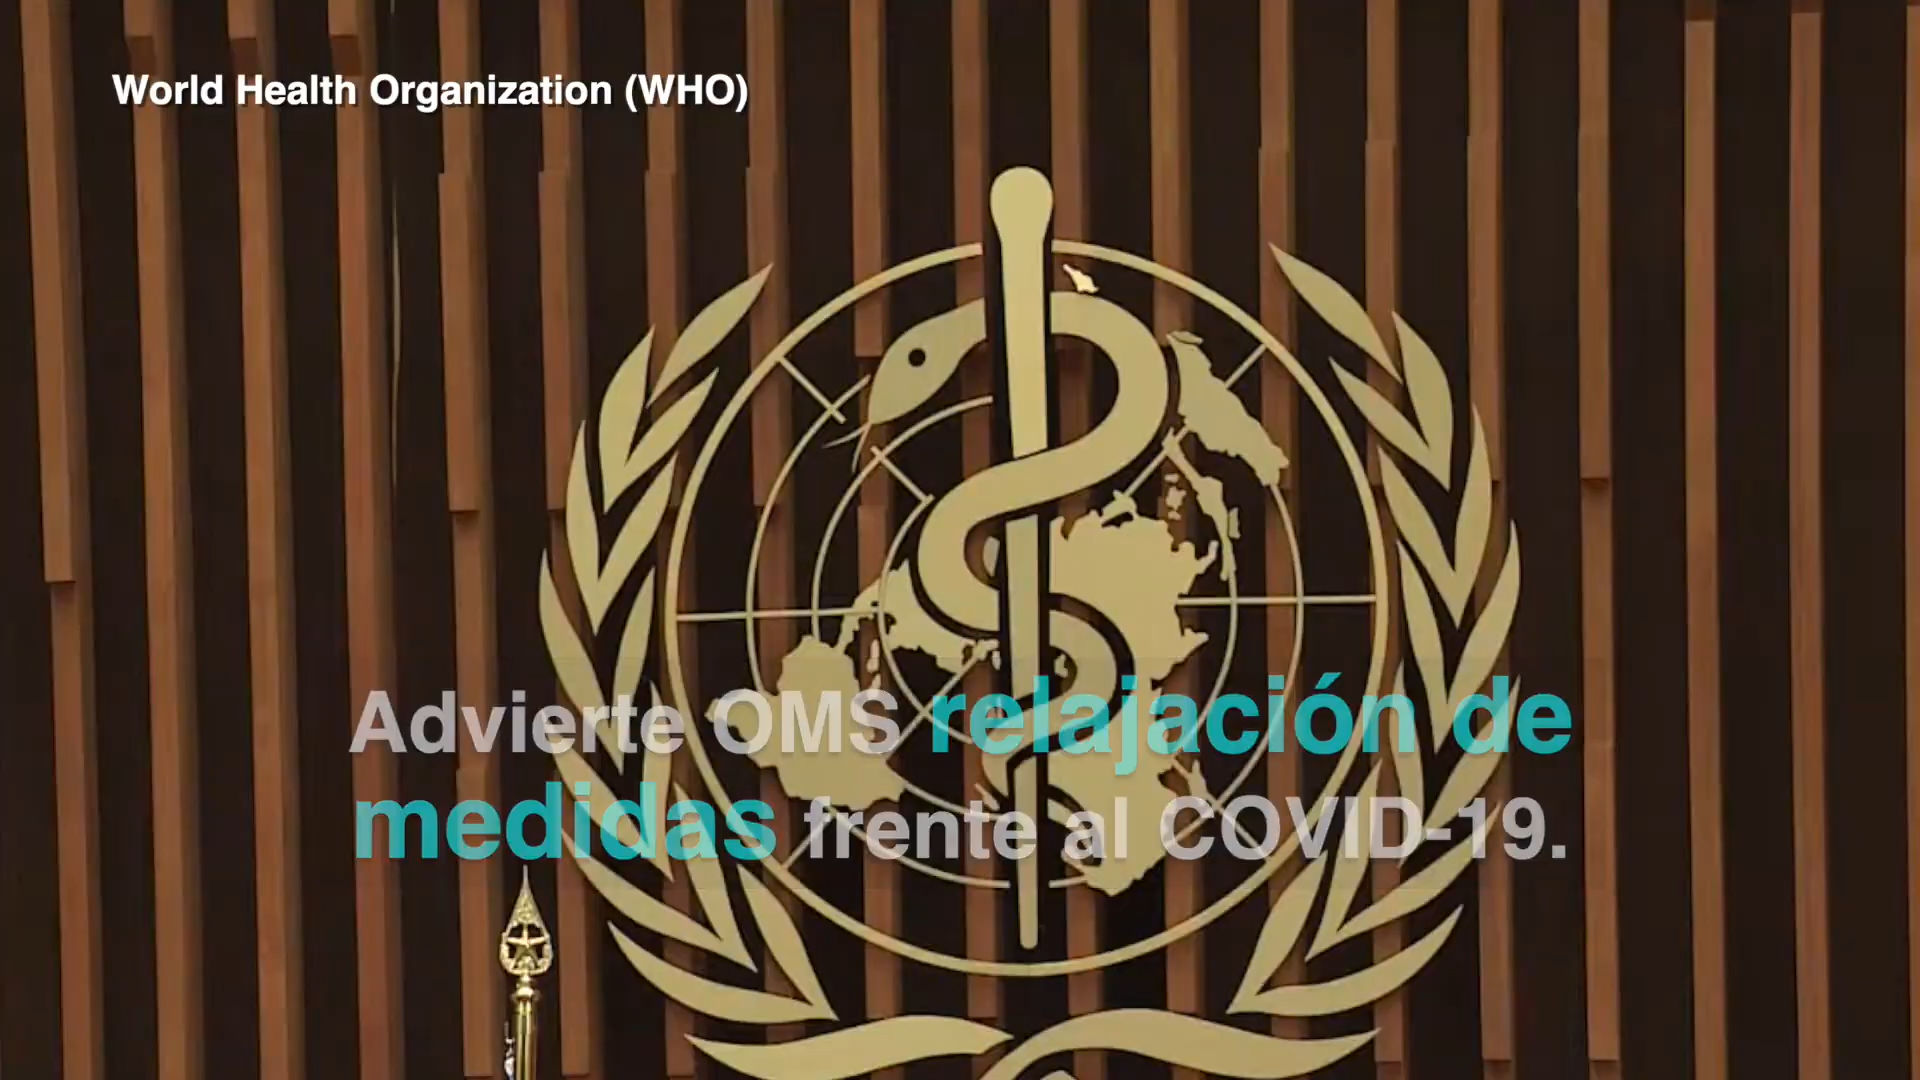 World Health Organization (WHO)
Advierte OMS relajación de
medidas frente al COVID-19.